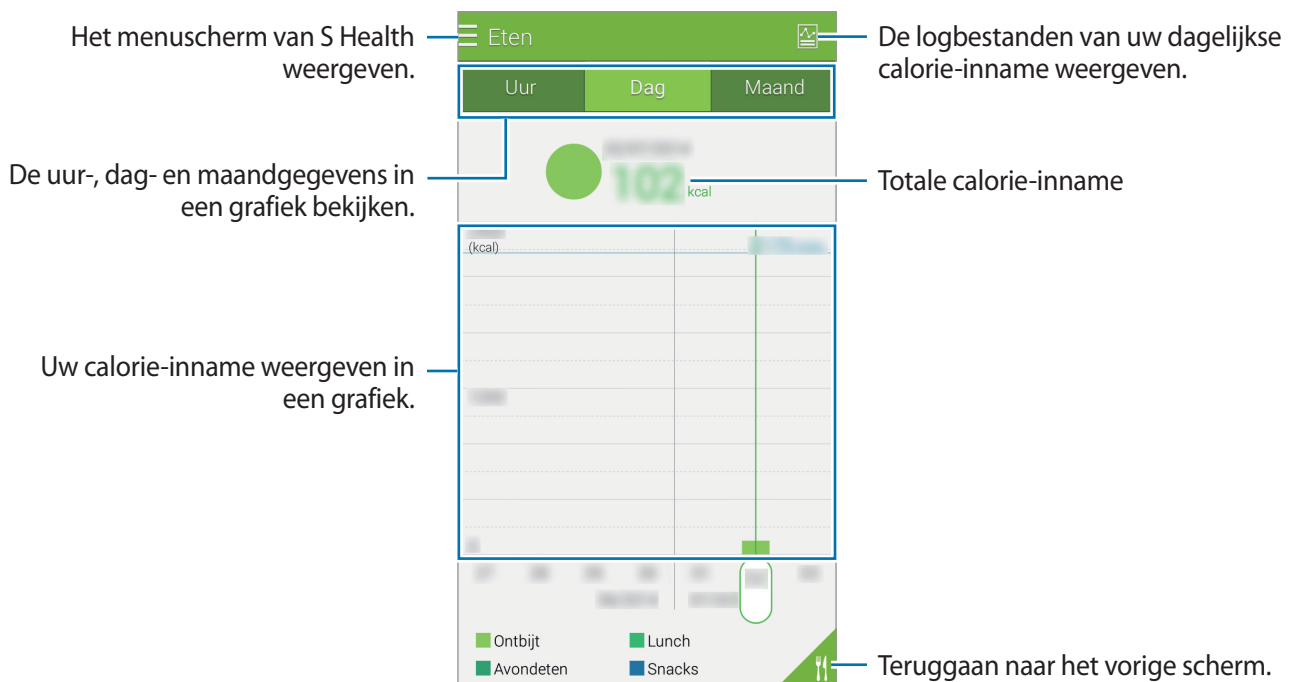 Het menuscherm van S Health
weergeven.
Eten
De logbestanden van uw dagelijkse
calorie-inname weergeven.
Uur
Dag
Maand
De uur-, dag- en maandgegevens in
een grafiek bekijken.
102
kcal
Totale calorie-inname
(kcal)
Uw calorie-inname weergeven in
een grafiek.
Ontbijt
Lunch
Avondeten
Snacks
Teruggaan naar het vorige scherm.